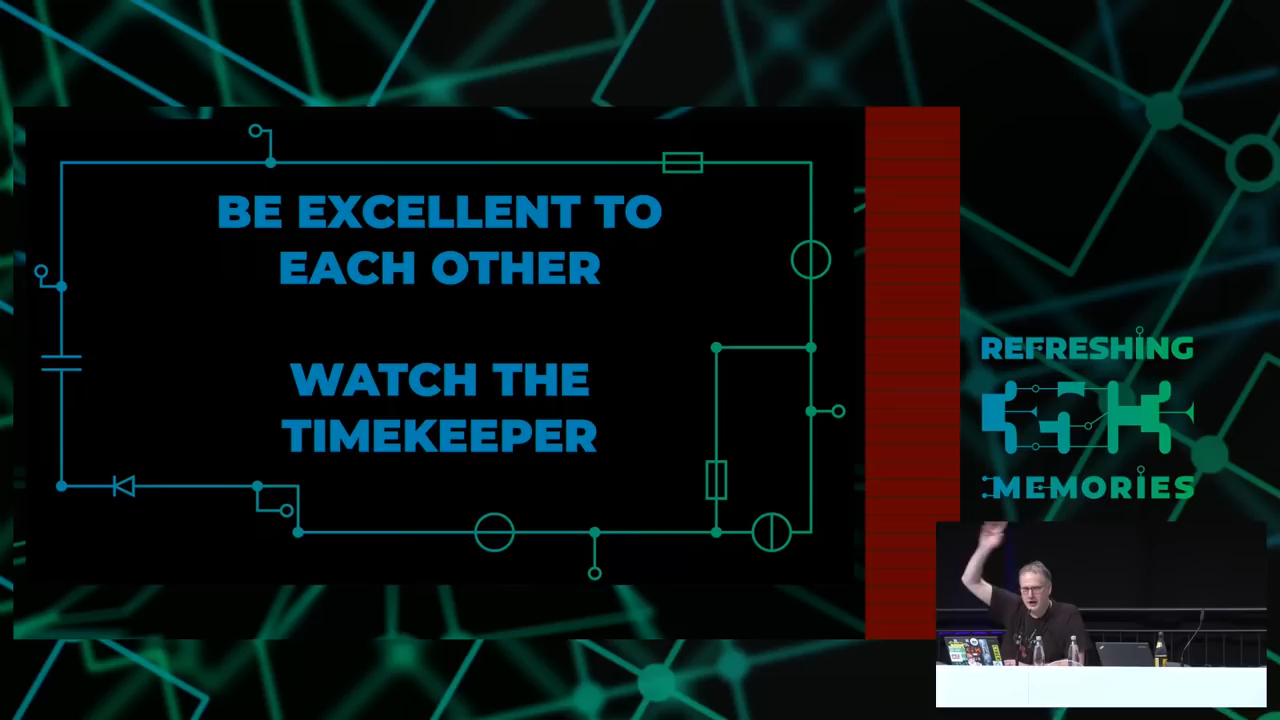 BE EXCELLENT TO
EACH OTHER
WATCH THE
TIMEKEEPER
REFRESHING
MEMORIES